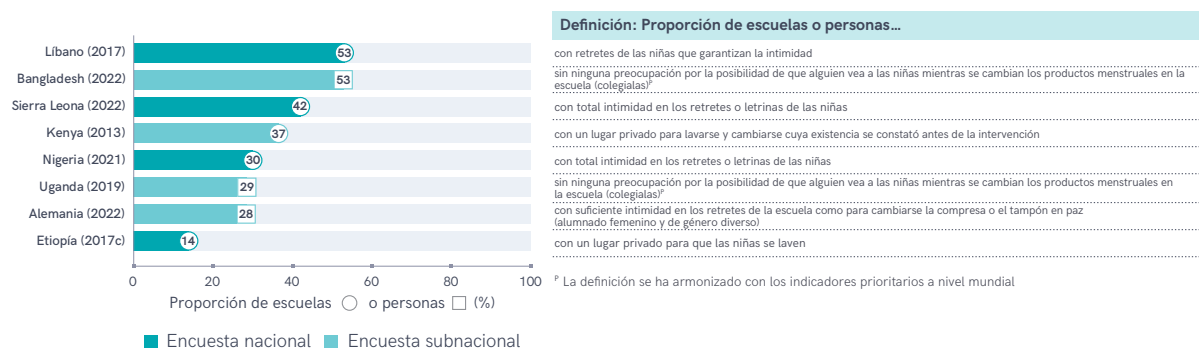 Definición: Proporción de escuelas o personas…
Líbano (2017) 53 con retretes de las niñas que garantizan la intimidad
Bangladesh (2022) 53 sin ninguna preocupación por la posibilidad de que alguien vea a las niñas mientras se cambian los productos menstruales en la
escuela (colegialas)ᴾ
Sierra Leona (2022) 42 con total intimidad en los retretes o letrinas de las niñas
Kenya (2013) 37 con un lugar privado para lavarse y cambiarse cuya existencia se constató antes de la intervención
Nigeria (2021) 30 con total intimidad en los retretes o letrinas de las niñas
Uganda (2019) 29 sin ninguna preocupación por la posibilidad de que alguien vea a las niñas mientras se cambian los productos menstruales en
la escuela (colegialas)ᴾ
Alemania (2022) 28 con suficiente intimidad en los retretes de la escuela como para cambiarse la compresa o el tampón en paz
(alumnado femenino y de género diverso)
Etiopía (2017c) 14 con un lugar privado para que las niñas se laven
0 20 40 60 80 100
ᴾ La definición se ha armonizado con los indicadores prioritarios a nivel mundial
Proporción de escuelas o personas (%)
Encuesta nacional Encuesta subnacional